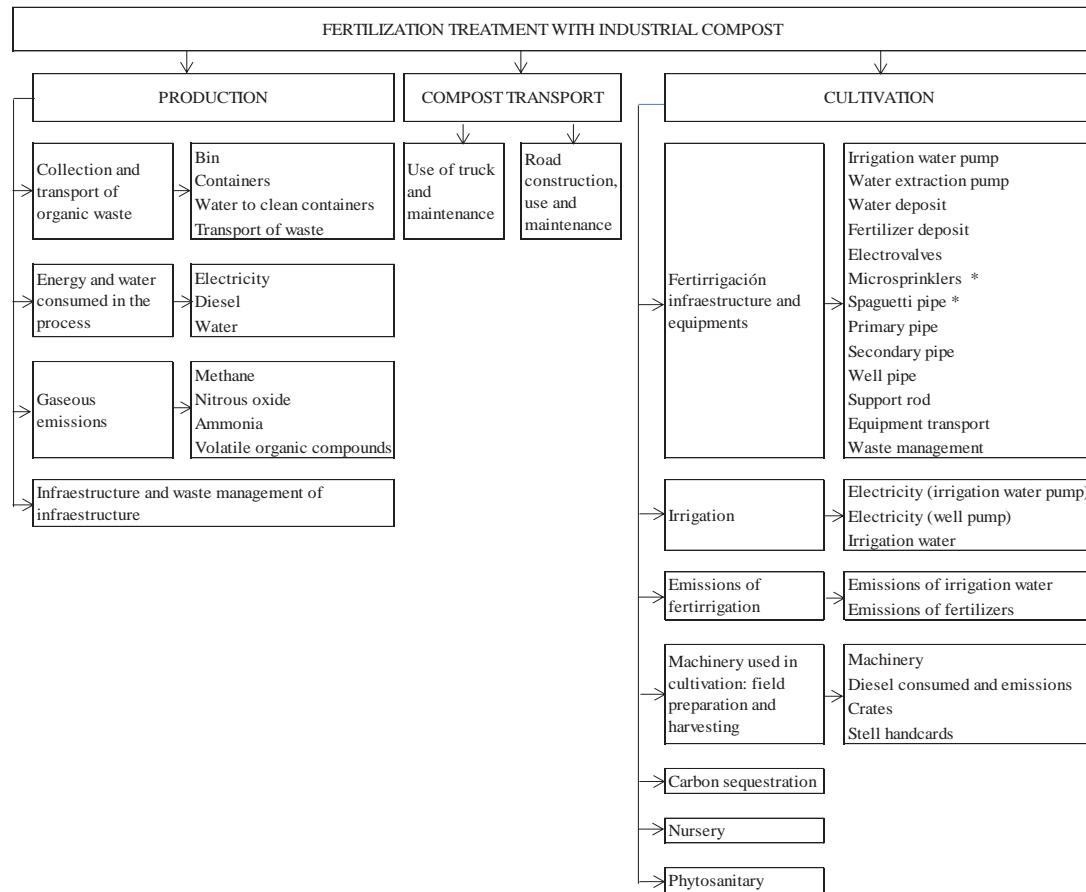 FERTILIZATION TREATMENT WITH INDUSTRIAL COMPOST
PRODUCTION
Collection and
transport of
organic waste
Bin
Containers
Water to clean containers
Transport of waste
Energy and water
consumed in the
process
Electricity
Diesel
Water
Gaseous
emissions
Methane
Nitrous oxide
Ammonia
Volatile organic compounds
Infraestructure and waste management of
infraestructure
COMPOST TRANSPORT
Use of truck
and
maintenance
Road
construction,
use and
maintenance
CULTIVATION
Fertirrigación
infraestructure and
equipments
Irrigation water pump
Water extraction pump
Water deposit
Fertilizer deposit
Electrovalves
Microsprinklers *
Spaguetti pipe *
Primary pipe
Secondary pipe
Well pipe
Support rod
Equipment transport
Waste management
Irrigation
Electricity (irrigation water pump)
Electricity (well pump)
Irrigation water
Emissions of
fertirrigation
Emissions of irrigation water
Emissions of fertilizers
Machinery used in
cultivation: field
preparation and
harvesting
Machinery
Diesel consumed and emissions
Crates
Stell handcards
Carbon sequestration
Nursery
Phytosanitary